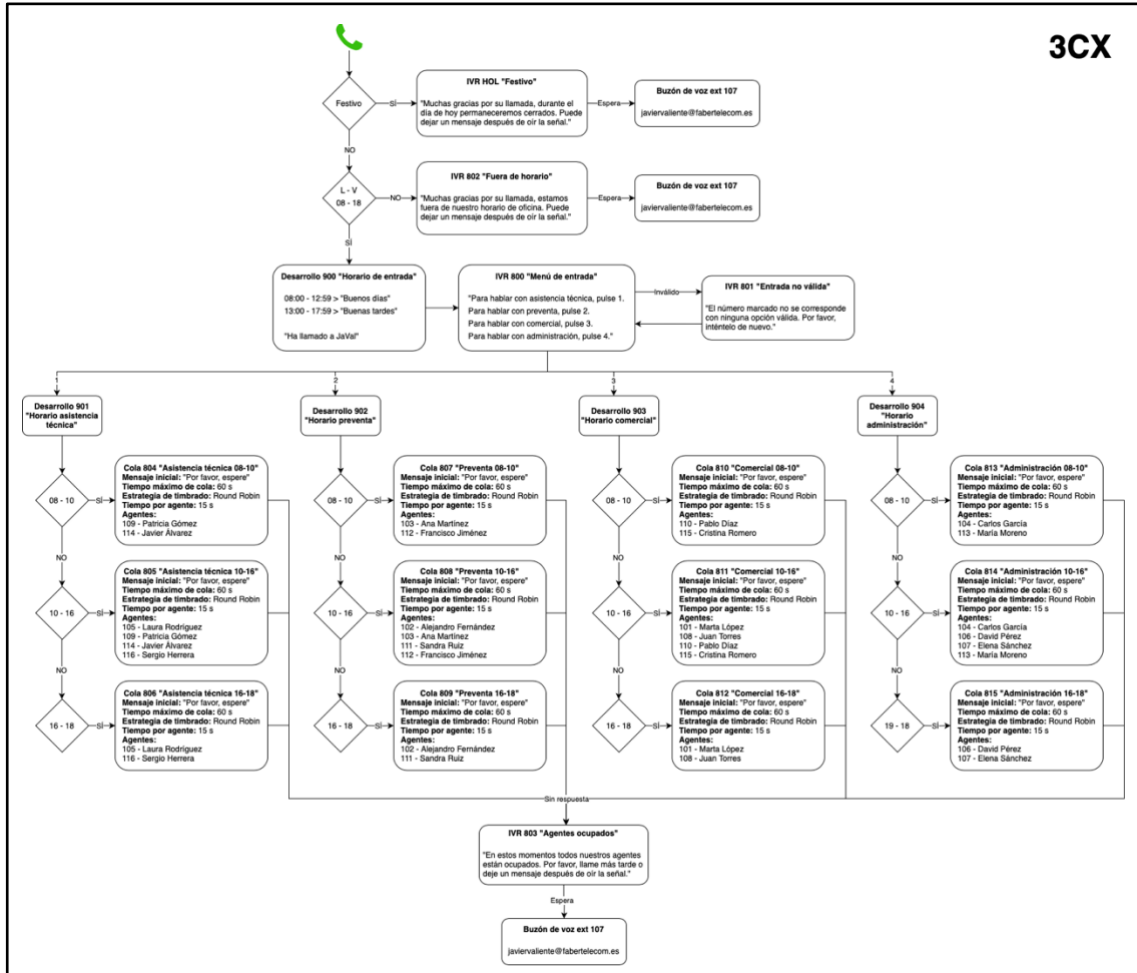 3CX
Festivo
SÍ
IVR HOL "Festivo"
"Muchas gracias por su llamada, durante el
día de hoy permaneceremos cerrados. Puede
dejar un mensaje después de oír la señal."
Espera
Buzón de voz ext 107
javiervaliente@fabertelecom.es
NO
L - V
08 - 18
NO
IVR 802 "Fuera de horario"
"Muchas gracias por su llamada, estamos
fuera de nuestro horario de oficina. Puede
dejar un mensaje después de oír la señal."
Espera
Buzón de voz ext 107
javiervaliente@fabertelecom.es
SÍ
Desarrollo 900 "Horario de entrada"
08:00 - 12:59 > "Buenos días"
13:00 - 17:59 > "Buenas tardes"
"Ha llamado a JaVal"
IVR 800 "Menú de entrada"
"Para hablar con asistencia técnica, pulse 1.
Para hablar con preventa, pulse 2.
Para hablar con comercial, pulse 3.
Para hablar con administración, pulse 4."
Inválido
IVR 801 "Entrada no válida"
"El número marcado no se corresponde
con ninguna opción válida. Por favor,
inténtelo de nuevo."
1
2
3
4
Desarrollo 901
"Horario asistencia
técnica"
08 - 10
SÍ
Cola 804 "Asistencia técnica 08-10"
Mensaje inicial: "Por favor, espere"
Tiempo máximo de cola: 60 s
Estrategia de timbrado: Round Robin
Tiempo por agente: 15 s
Agentes:
109 - Patricia Gómez
114 - Javier Álvarez
NO
10 - 16
SÍ
Cola 805 "Asistencia técnica 10-16"
Mensaje inicial: "Por favor, espere"
Tiempo máximo de cola: 60 s
Estrategia de timbrado: Round Robin
Tiempo por agente: 15 s
Agentes:
105 - Laura Rodríguez
109 - Patricia Gómez
114 - Javier Álvarez
116 - Sergio Herrera
NO
16 - 18
SÍ
Cola 806 "Asistencia técnica 16-18"
Mensaje inicial: "Por favor, espere"
Tiempo máximo de cola: 60 s
Estrategia de timbrado: Round Robin
Tiempo por agente: 15 s
Agentes:
105 - Laura Rodríguez
116 - Sergio Herrera
Desarrollo 902
"Horario preventa"
08 - 10
SÍ
Cola 807 "Preventa 08-10"
Mensaje inicial: "Por favor, espere"
Tiempo máximo de cola: 60 s
Estrategia de timbrado: Round Robin
Tiempo por agente: 15 s
Agentes:
103 - Ana Martínez
112 - Francisco Jiménez
NO
10 - 16
SÍ
Cola 808 "Preventa 10-16"
Mensaje inicial: "Por favor, espere"
Tiempo máximo de cola: 60 s
Estrategia de timbrado: Round Robin
Tiempo por agente: 15 s
Agentes:
102 - Alejandro Fernández
103 - Ana Martínez
111 - Sandra Ruiz
112 - Francisco Jiménez
NO
16 - 18
SÍ
Cola 809 "Preventa 16-18"
Mensaje inicial: "Por favor, espere"
Tiempo máximo de cola: 60 s
Estrategia de timbrado: Round Robin
Tiempo por agente: 15 s
Agentes:
102 - Alejandro Fernández
111 - Sandra Ruiz
Desarrollo 903
"Horario comercial"
08 - 10
SÍ
Cola 810 "Comercial 08-10"
Mensaje inicial: "Por favor, espere"
Tiempo máximo de cola: 60 s
Estrategia de timbrado: Round Robin
Tiempo por agente: 15 s
Agentes:
110 - Pablo Díaz
115 - Cristina Romero
NO
10 - 16
SÍ
Cola 811 "Comercial 10-16"
Mensaje inicial: "Por favor, espere"
Tiempo máximo de cola: 60 s
Estrategia de timbrado: Round Robin
Tiempo por agente: 15 s
Agentes:
101 - Marta López
108 - Juan Torres
110 - Pablo Díaz
115 - Cristina Romero
NO
16 - 18
SÍ
Cola 812 "Comercial 16-18"
Mensaje inicial: "Por favor, espere"
Tiempo máximo de cola: 60 s
Estrategia de timbrado: Round Robin
Tiempo por agente: 15 s
Agentes:
101 - Marta López
108 - Juan Torres
Desarrollo 904
"Horario
administración"
08 - 10
SÍ
Cola 813 "Administración 08-10"
Mensaje inicial: "Por favor, espere"
Tiempo máximo de cola: 60 s
Estrategia de timbrado: Round Robin
Tiempo por agente: 15 s
Agentes:
104 - Carlos García
113 - María Moreno
NO
10 - 16
SÍ
Cola 814 "Administración 10-16"
Mensaje inicial: "Por favor, espere"
Tiempo máximo de cola: 60 s
Estrategia de timbrado: Round Robin
Tiempo por agente: 15 s
Agentes:
104 - Carlos García
106 - David Pérez
107 - Elena Sánchez
113 - María Moreno
NO
19 - 18
SÍ
Cola 815 "Administración 16-18"
Mensaje inicial: "Por favor, espere"
Tiempo máximo de cola: 60 s
Estrategia de timbrado: Round Robin
Tiempo por agente: 15 s
Agentes:
106 - David Pérez
107 - Elena Sánchez
Sin respuesta
IVR 803 "Agentes ocupados"
"En estos momentos todos nuestros agentes
están ocupados. Por favor, llame más tarde o
deje un mensaje después de oír la señal."
Espera
Buzón de voz ext 107
javiervaliente@fabertelecom.es